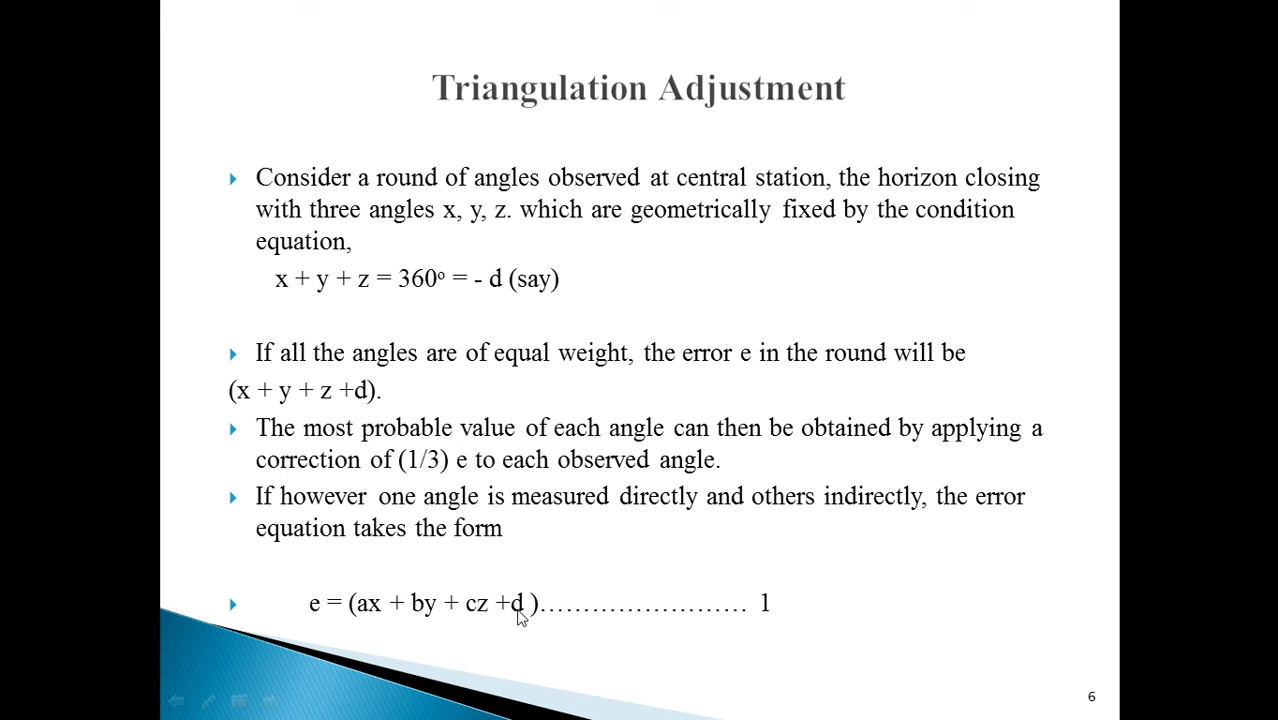 Triangulation Adjustment
Consider a round of angles observed at central station, the horizon closing
with three angles x, y, z. which are geometrically fixed by the condition
equation,
x + y + z = 360° = - d (say)
If all the angles are of equal weight, the error e in the round will be
(x + y + z +d).
The most probable value of each angle can then be obtained by applying a
correction of (1/3) e to each observed angle.
If however one angle is measured directly and others indirectly, the error
equation takes the form
e = (ax + by + cz +d )........................ 1
6